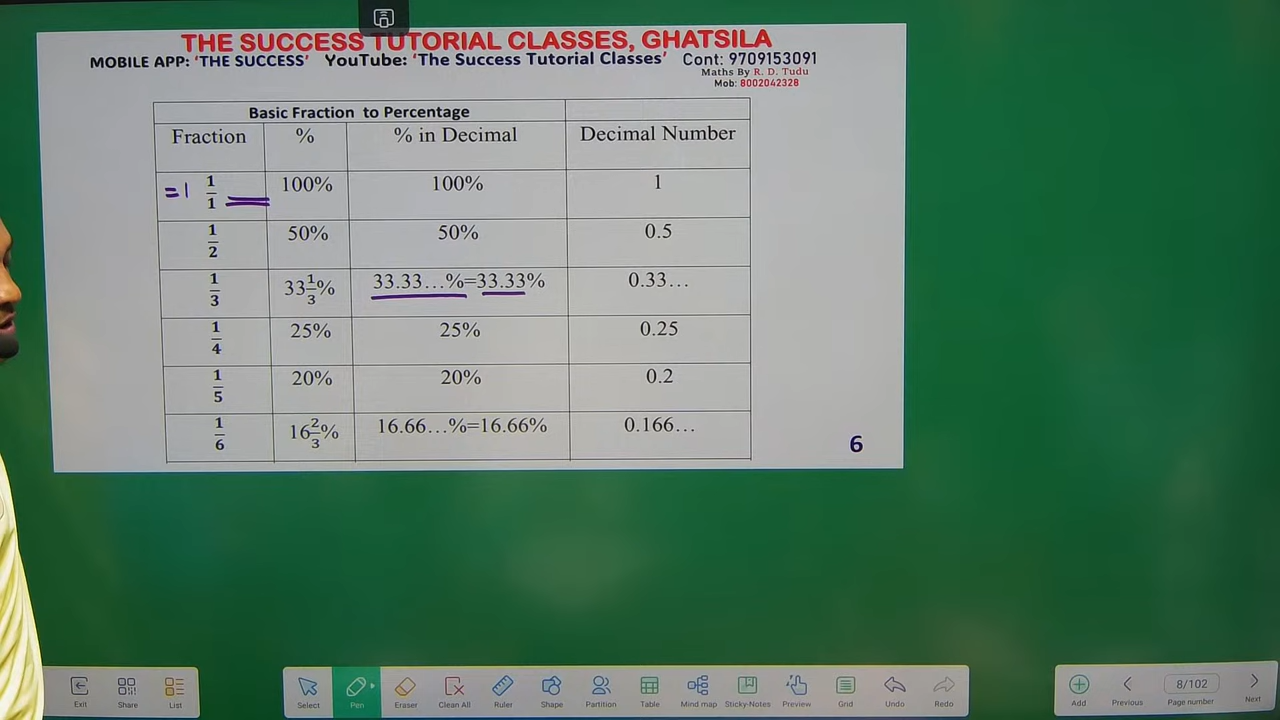 THE SUCCESS TUTORIAL CLASSES, GHATSILA
MOBILE APP: 'THE SUCCESS' YouTube: 'The Success Tutorial Classes' Cont: 9709153091
Maths By R. D. Tudu
Mob: 8002042328
Basic Fraction to Percentage
Fraction % % in Decimal Decimal Number
=1 1/1 100% 100% 1
1/2 50% 50% 0.5
1/3 33 1/3% 33.33...%=33.33% 0.33...
1/4 25% 25% 0.25
1/5 20% 20% 0.2
1/6 16 2/3% 16.66...%=16.66% 0.166...
6
Exit Share List Select Pen Eraser Clean All Ruler Shape Partition Table Mind map Sticky-Notes Preview Grid Undo Redo Add Previous 8/102 Page number Next